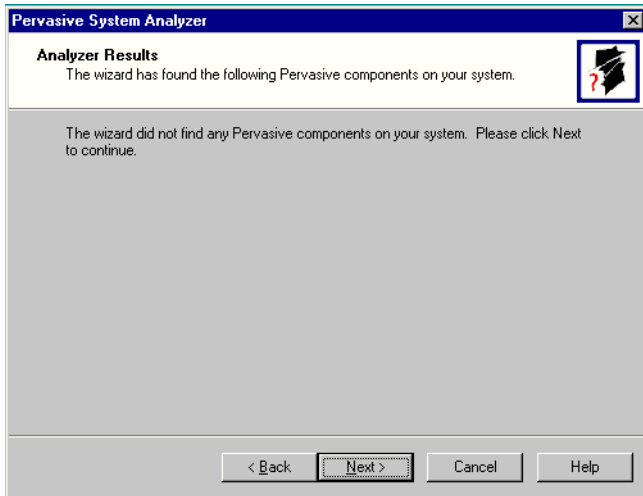 Pervasive System Analyzer
Analyzer Results
The wizard has found the following Pervasive components on your system.
?
The wizard did not find any Pervasive components on your system. Please click Next
to continue.
< Back Next > Cancel Help